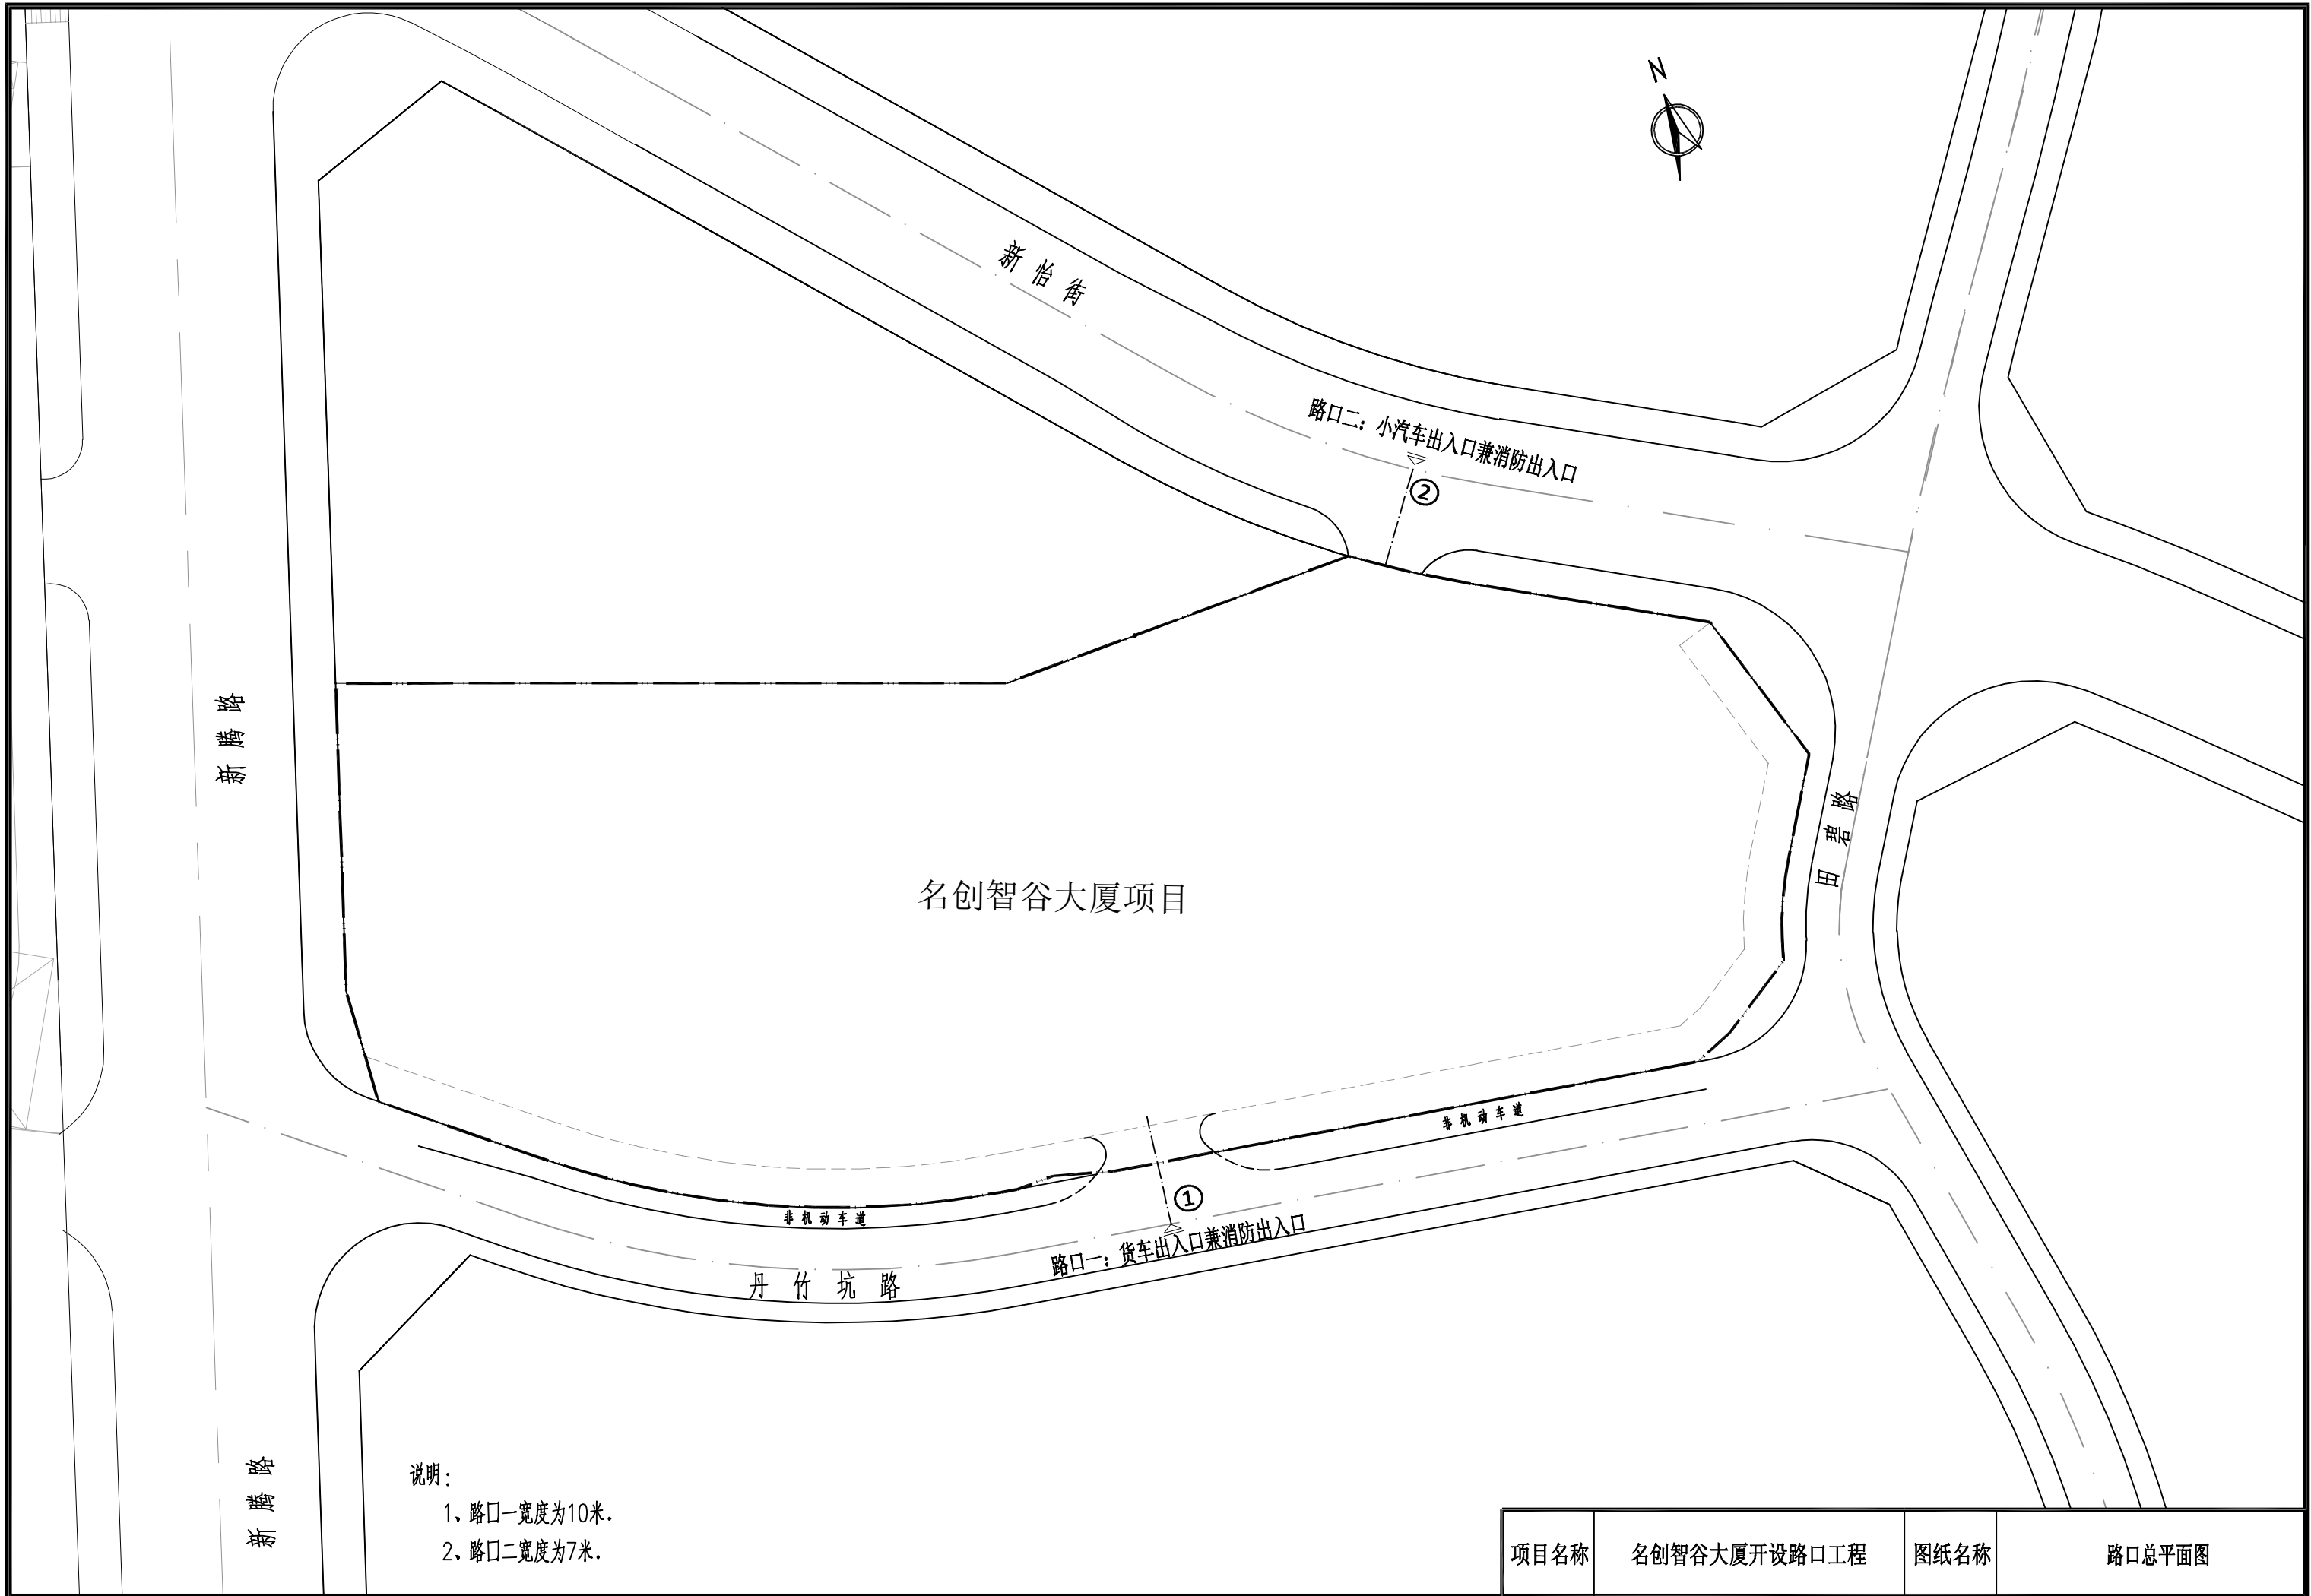 N
新怡街
路口二：小汽车出入口兼消防出入口
②
新腾路
田碧路
名创智谷大厦项目
非机动车道
①
非机动车道
路口一：货车出入口兼消防出入口
丹竹坑路
新腾路
说明：
1、路口一宽度为10米.
2、路口二宽度为7米.
项目名称 名创智谷大厦开设路口工程 图纸名称 路口总平面图